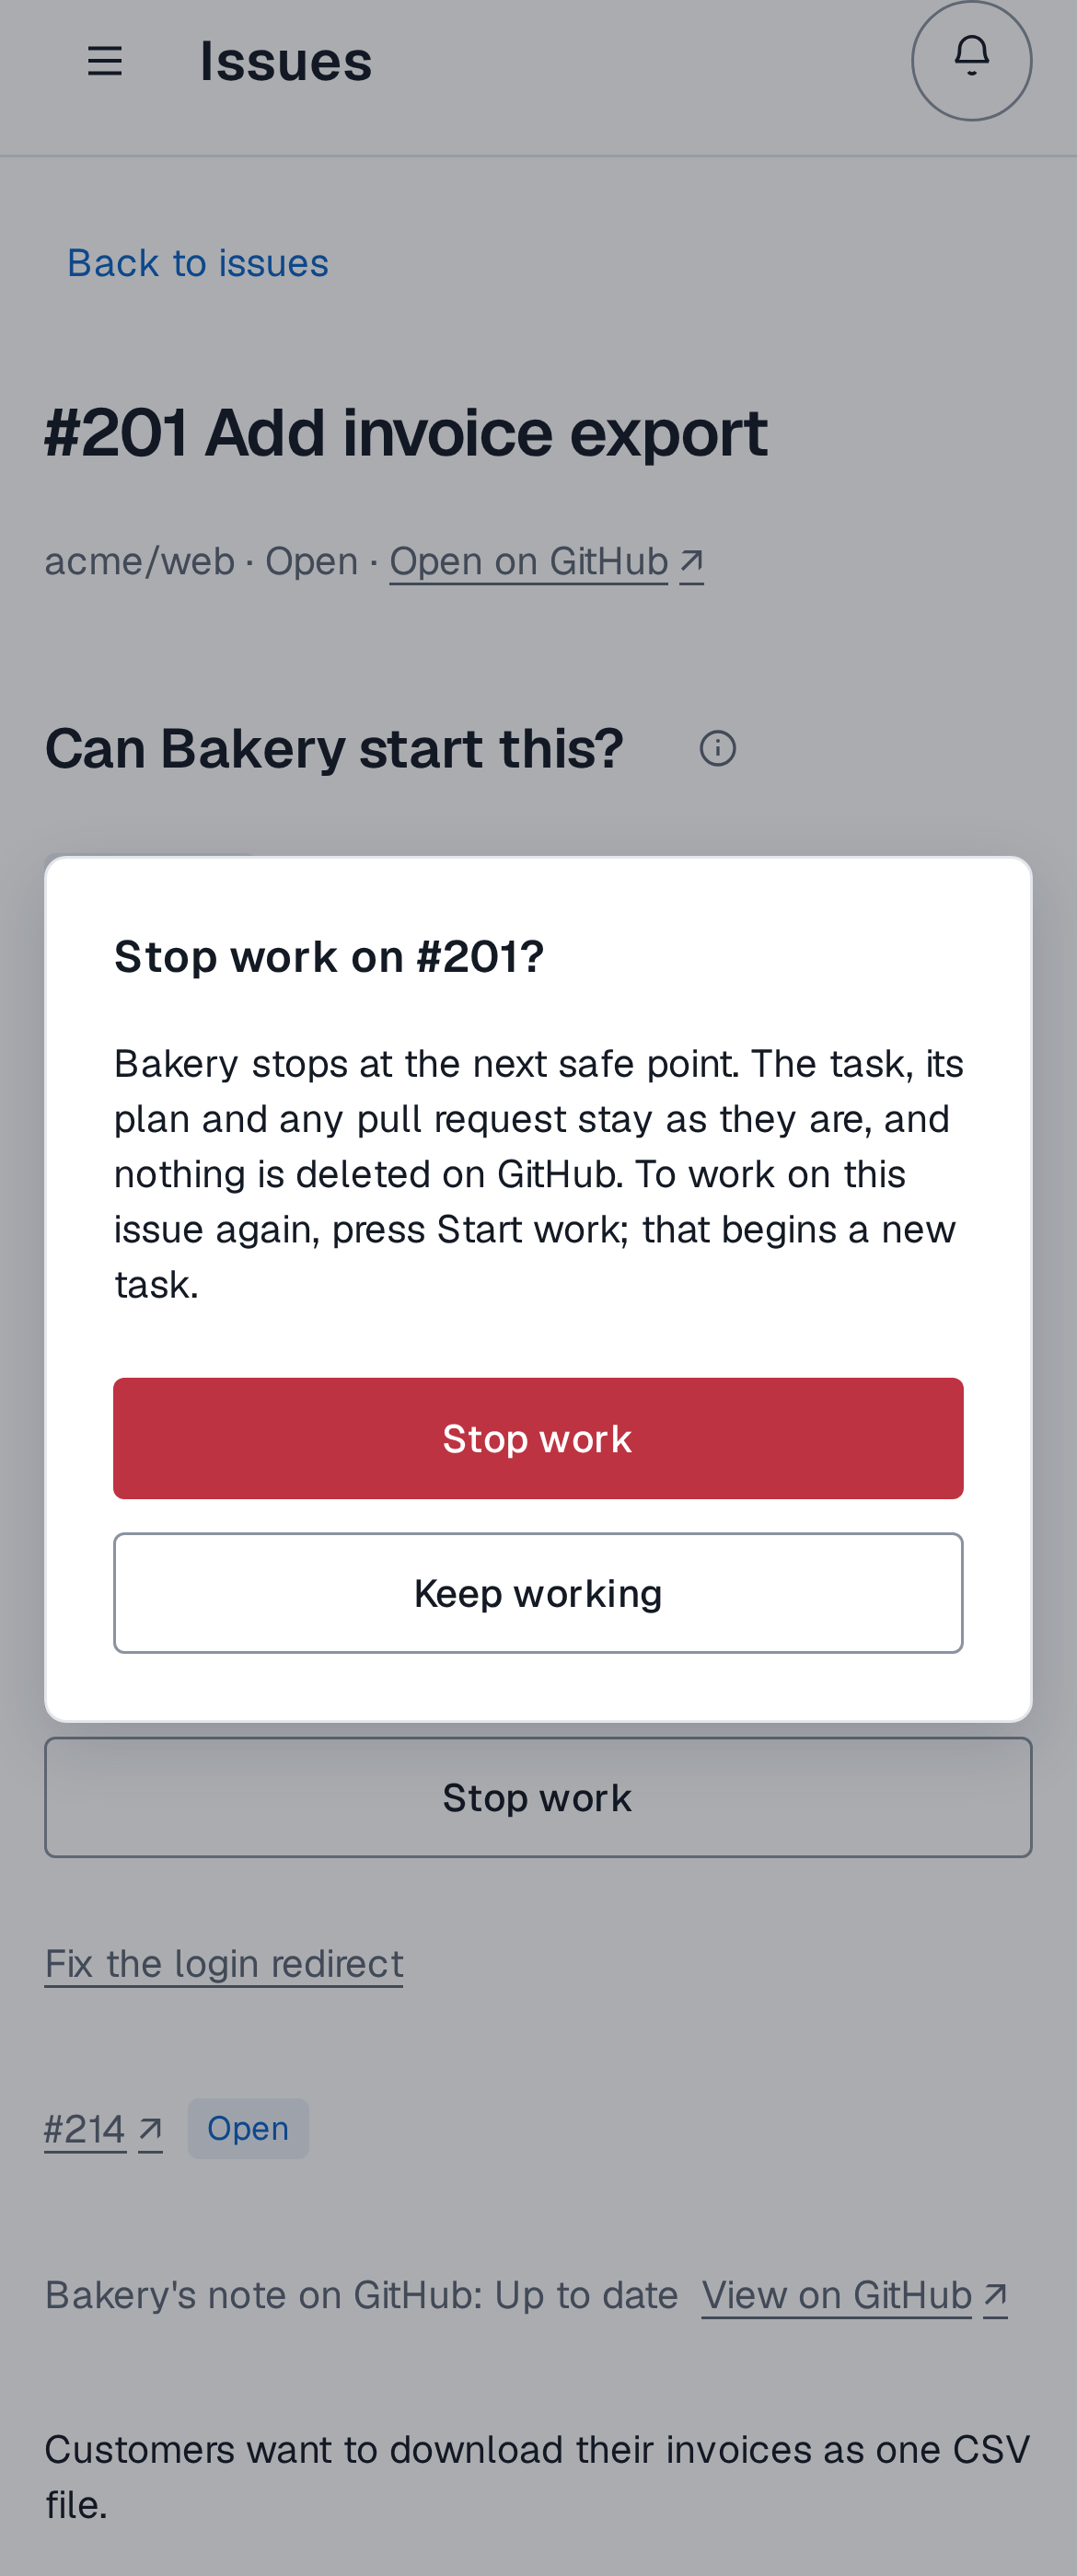 Issues
Back to issues
#201 Add invoice export
acme/web · Open · Open on GitHub ↗
Can Bakery start this?
Stop work on #201?
Bakery stops at the next safe point. The task, its
plan and any pull request stay as they are, and
nothing is deleted on GitHub. To work on this
issue again, press Start work; that begins a new
task.
Stop work
Keep working
Stop work
Fix the login redirect
#214 ↗ Open
Bakery's note on GitHub: Up to date View on GitHub ↗
Customers want to download their invoices as one CSV
file.